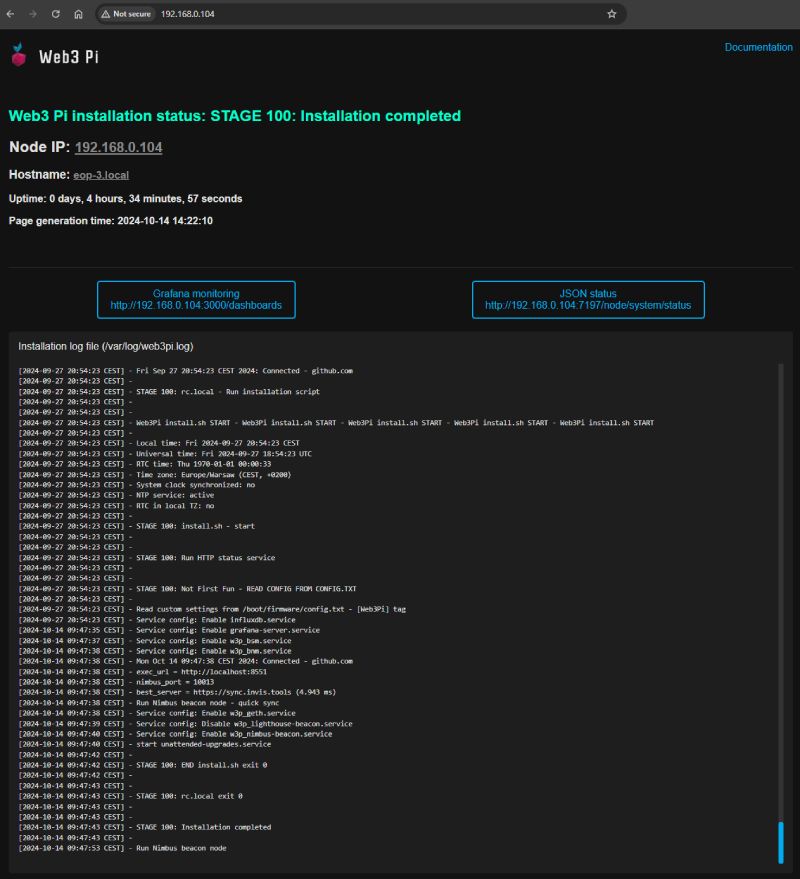 Not secure 192.168.0.104
Web3 Pi
Documentation
Web3 Pi installation status: STAGE 100: Installation completed
Node IP: 192.168.0.104
Hostname: eop-3.local
Uptime: 0 days, 4 hours, 34 minutes, 57 seconds
Page generation time: 2024-10-14 14:22:10
Grafana monitoring
http://192.168.0.104:3000/dashboards
JSON status
http://192.168.0.104:7197/node/system/status
Installation log file (/var/log/web3pi.log)
[2024-09-27 20:54:23 CEST] - Fri Sep 27 20:54:23 CEST 2024: Connected - github.com
[2024-09-27 20:54:23 CEST] -
[2024-09-27 20:54:23 CEST] - STAGE 100: rc.local - Run installation script
[2024-09-27 20:54:23 CEST] -
[2024-09-27 20:54:23 CEST] -
[2024-09-27 20:54:23 CEST] - Web3Pi install.sh START - Web3Pi install.sh START - Web3Pi install.sh START - Web3Pi install.sh START - Web3Pi install.sh START
[2024-09-27 20:54:23 CEST] -
[2024-09-27 20:54:23 CEST] - Local time: Fri 2024-09-27 20:54:23 CEST
[2024-09-27 20:54:23 CEST] - Universal time: Fri 2024-09-27 18:54:23 UTC
[2024-09-27 20:54:23 CEST] - RTC time: Thu 1970-01-01 00:00:33
[2024-09-27 20:54:23 CEST] - Time zone: Europe/Warsaw (CEST, +0200)
[2024-09-27 20:54:23 CEST] - System clock synchronized: no
[2024-09-27 20:54:23 CEST] - NTP service: active
[2024-09-27 20:54:23 CEST] - RTC in local TZ: no
[2024-09-27 20:54:23 CEST] -
[2024-09-27 20:54:23 CEST] - STAGE 100: install.sh - start
[2024-09-27 20:54:23 CEST] -
[2024-09-27 20:54:23 CEST] -
[2024-09-27 20:54:23 CEST] - STAGE 100: Run HTTP status service
[2024-09-27 20:54:23 CEST] -
[2024-09-27 20:54:23 CEST] -
[2024-09-27 20:54:23 CEST] - STAGE 100: Not First Fun - READ CONFIG FROM CONFIG.TXT
[2024-09-27 20:54:23 CEST] -
[2024-09-27 20:54:23 CEST] - Read custom settings from /boot/firmware/config.txt - [Web3Pi] tag
[2024-09-27 20:54:23 CEST] - Service config: Enable influxdb.service
[2024-10-14 09:47:35 CEST] - Service config: Enable grafana-server.service
[2024-10-14 09:47:37 CEST] - Service config: Enable w3p_bsm.service
[2024-10-14 09:47:38 CEST] - Service config: Enable w3p_bnm.service
[2024-10-14 09:47:38 CEST] - Mon Oct 14 09:47:38 CEST 2024: Connected - github.com
[2024-10-14 09:47:38 CEST] - exec_url = http://localhost:8551
[2024-10-14 09:47:38 CEST] - nimbus_port = 10013
[2024-10-14 09:47:38 CEST] - best_server = https://sync.invis.tools (4.943 ms)
[2024-10-14 09:47:38 CEST] - Run Nimbus beacon node - quick sync
[2024-10-14 09:47:38 CEST] - Service config: Enable w3p_geth.service
[2024-10-14 09:47:39 CEST] - Service config: Disable w3p_lighthouse-beacon.service
[2024-10-14 09:47:40 CEST] - Service config: Enable w3p_nimbus-beacon.service
[2024-10-14 09:47:40 CEST] - start unattended-upgrades.service
[2024-10-14 09:47:42 CEST] -
[2024-10-14 09:47:42 CEST] - STAGE 100: END install.sh exit 0
[2024-10-14 09:47:42 CEST] -
[2024-10-14 09:47:43 CEST] -
[2024-10-14 09:47:43 CEST] - STAGE 100: rc.local exit 0
[2024-10-14 09:47:43 CEST] -
[2024-10-14 09:47:43 CEST] -
[2024-10-14 09:47:43 CEST] - STAGE 100: Installation completed
[2024-10-14 09:47:43 CEST] -
[2024-10-14 09:47:53 CEST] - Run Nimbus beacon node